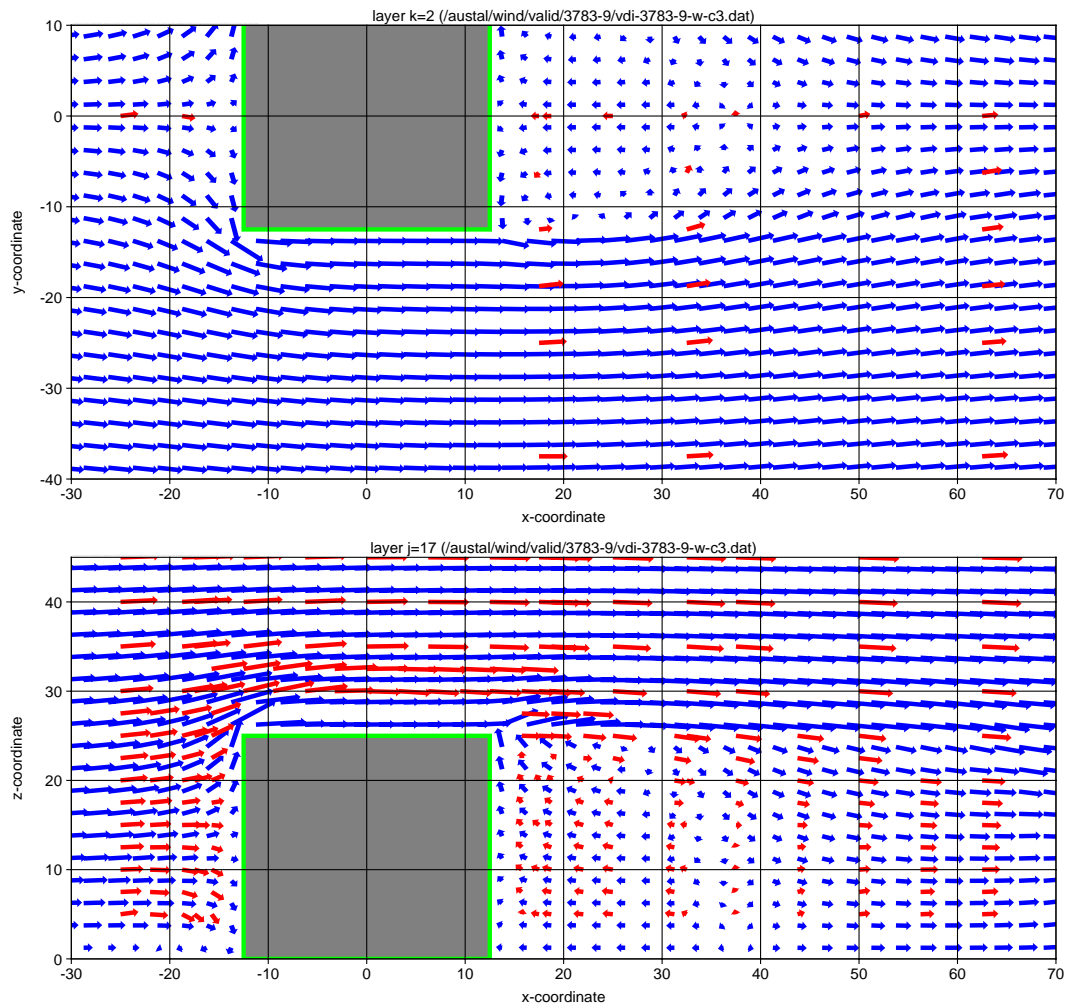 layer k=2 (/austal/wind/valid/3783-9/vdi-3783-9-w-c3.dat)
10
0
-10
-20
-30
-40
y-coordinate
-30 -20 -10 0 10 20 30 40 50 60 70
x-coordinate
layer j=17 (/austal/wind/valid/3783-9/vdi-3783-9-w-c3.dat)
40
30
20
10
0
z-coordinate
-30 -20 -10 0 10 20 30 40 50 60 70
x-coordinate